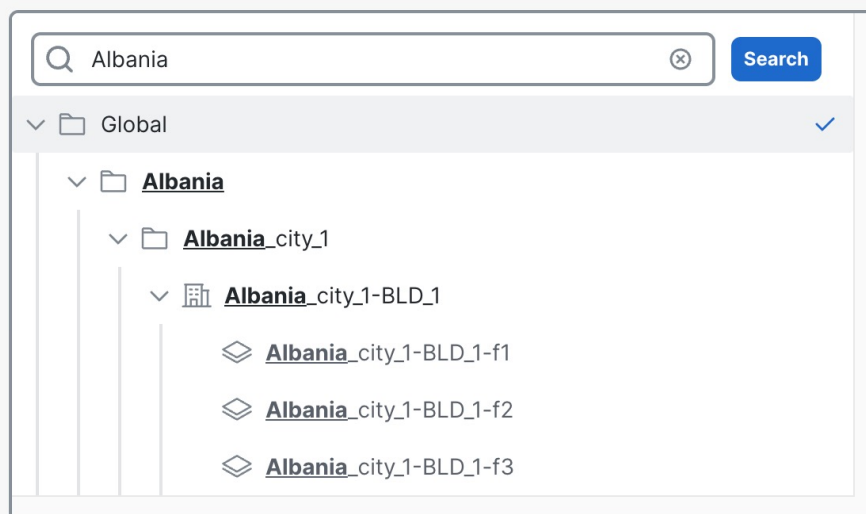 Albania
Search
Global
Albania
Albania_city_1
Albania_city_1-BLD_1
Albania_city_1-BLD_1-f1
Albania_city_1-BLD_1-f2
Albania_city_1-BLD_1-f3